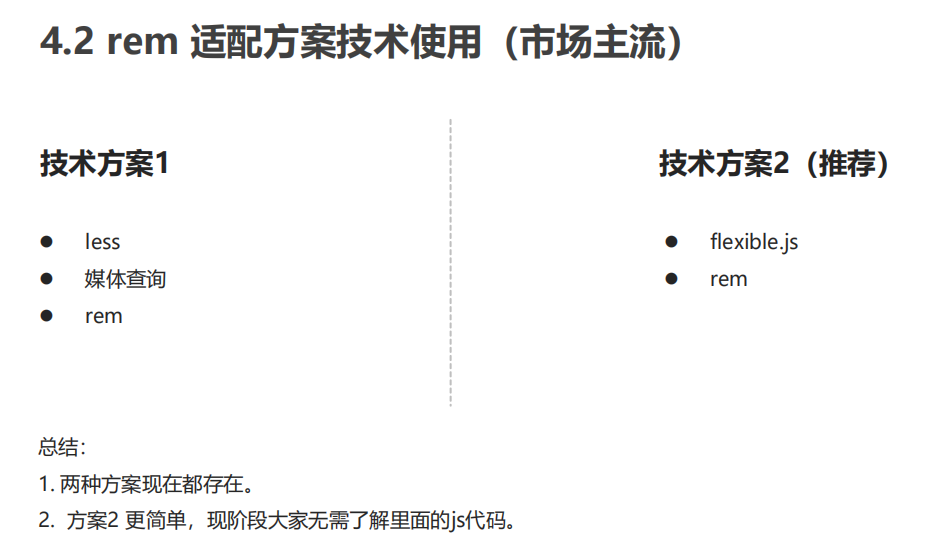 4.2 rem 适配方案技术使用（市场主流）
技术方案1
● less
● 媒体查询
● rem
技术方案2（推荐）
● flexible.js
● rem
总结：
1. 两种方案现在都存在。
2. 方案2 更简单，现阶段大家无需了解里面的js代码。